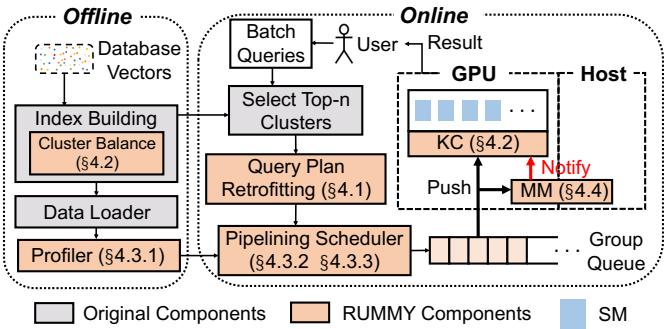 Offline
Online
Database
Vectors
Batch
Queries
User
Result
GPU
Host
Index Building
Cluster Balance
(§4.2)
Select Top-n
Clusters
· · ·
KC (§4.2)
Query Plan
Retrofitting (§4.1)
Notify
Push
MM (§4.4)
Data Loader
Profiler (§4.3.1)
Pipelining Scheduler
(§4.3.2 §4.3.3)
· · ·
Group
Queue
Original Components
RUMMY Components
SM